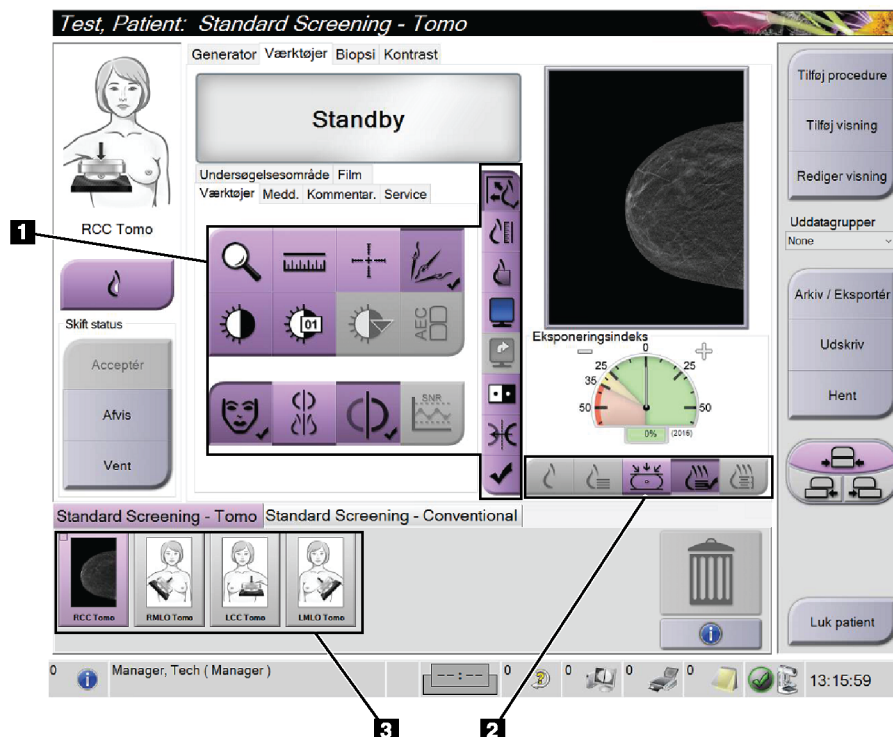 Test, Patient: Standard Screening - Tomo
Generator Værktøjer Biopsi Kontrast
Standby
Undersøgelsesområde Film
Værktøjer Medd. Kommentar. Service
RCC Tomo
Skift status
Acceptér
Afvis
Vent
1
01
AEC
SNR
Eksponeringsindeks
0
25 25
35
50 50
0% (2016)
Tilføj procedure
Tilføj visning
Rediger visning
Uddatagrupper
None
Arkiv / Eksportér
Udskriv
Hent
Luk patient
Standard Screening - Tomo Standard Screening - Conventional
RCC Tomo RMLO Tomo LCC Tomo LMLO Tomo
0 Manager, Tech ( Manager ) --:-- 0 0 0 0 13:15:59
3 2